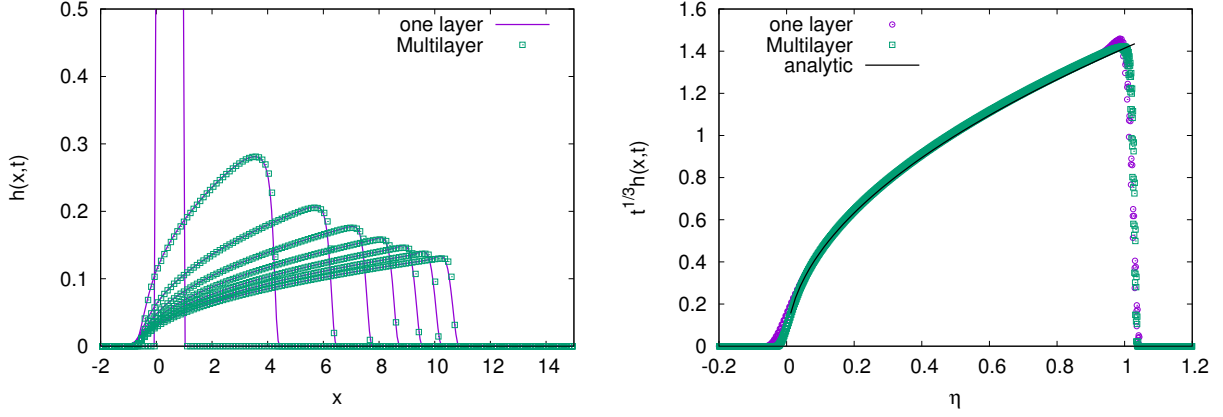 0.5
0.4
0.3
0.2
0.1
0
h(x,t)
one layer
Multilayer
-2 0 2 4 6 8 10 12 14
x
1.6
1.4
1.2
1
0.8
0.6
0.4
0.2
0
t^{1/3}h(x,t)
one layer
Multilayer
analytic
-0.2 0 0.2 0.4 0.6 0.8 1 1.2
η